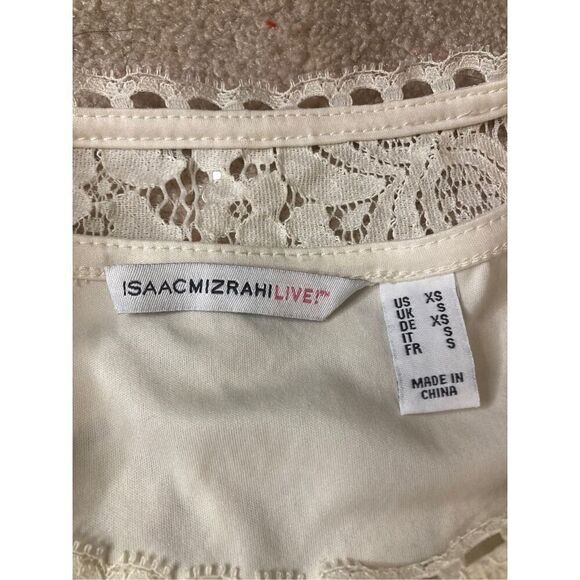 ISAACMIZRAHILIVE!™
US XS
UK S
DE XS
IT S
FR S
MADE IN
CHINA